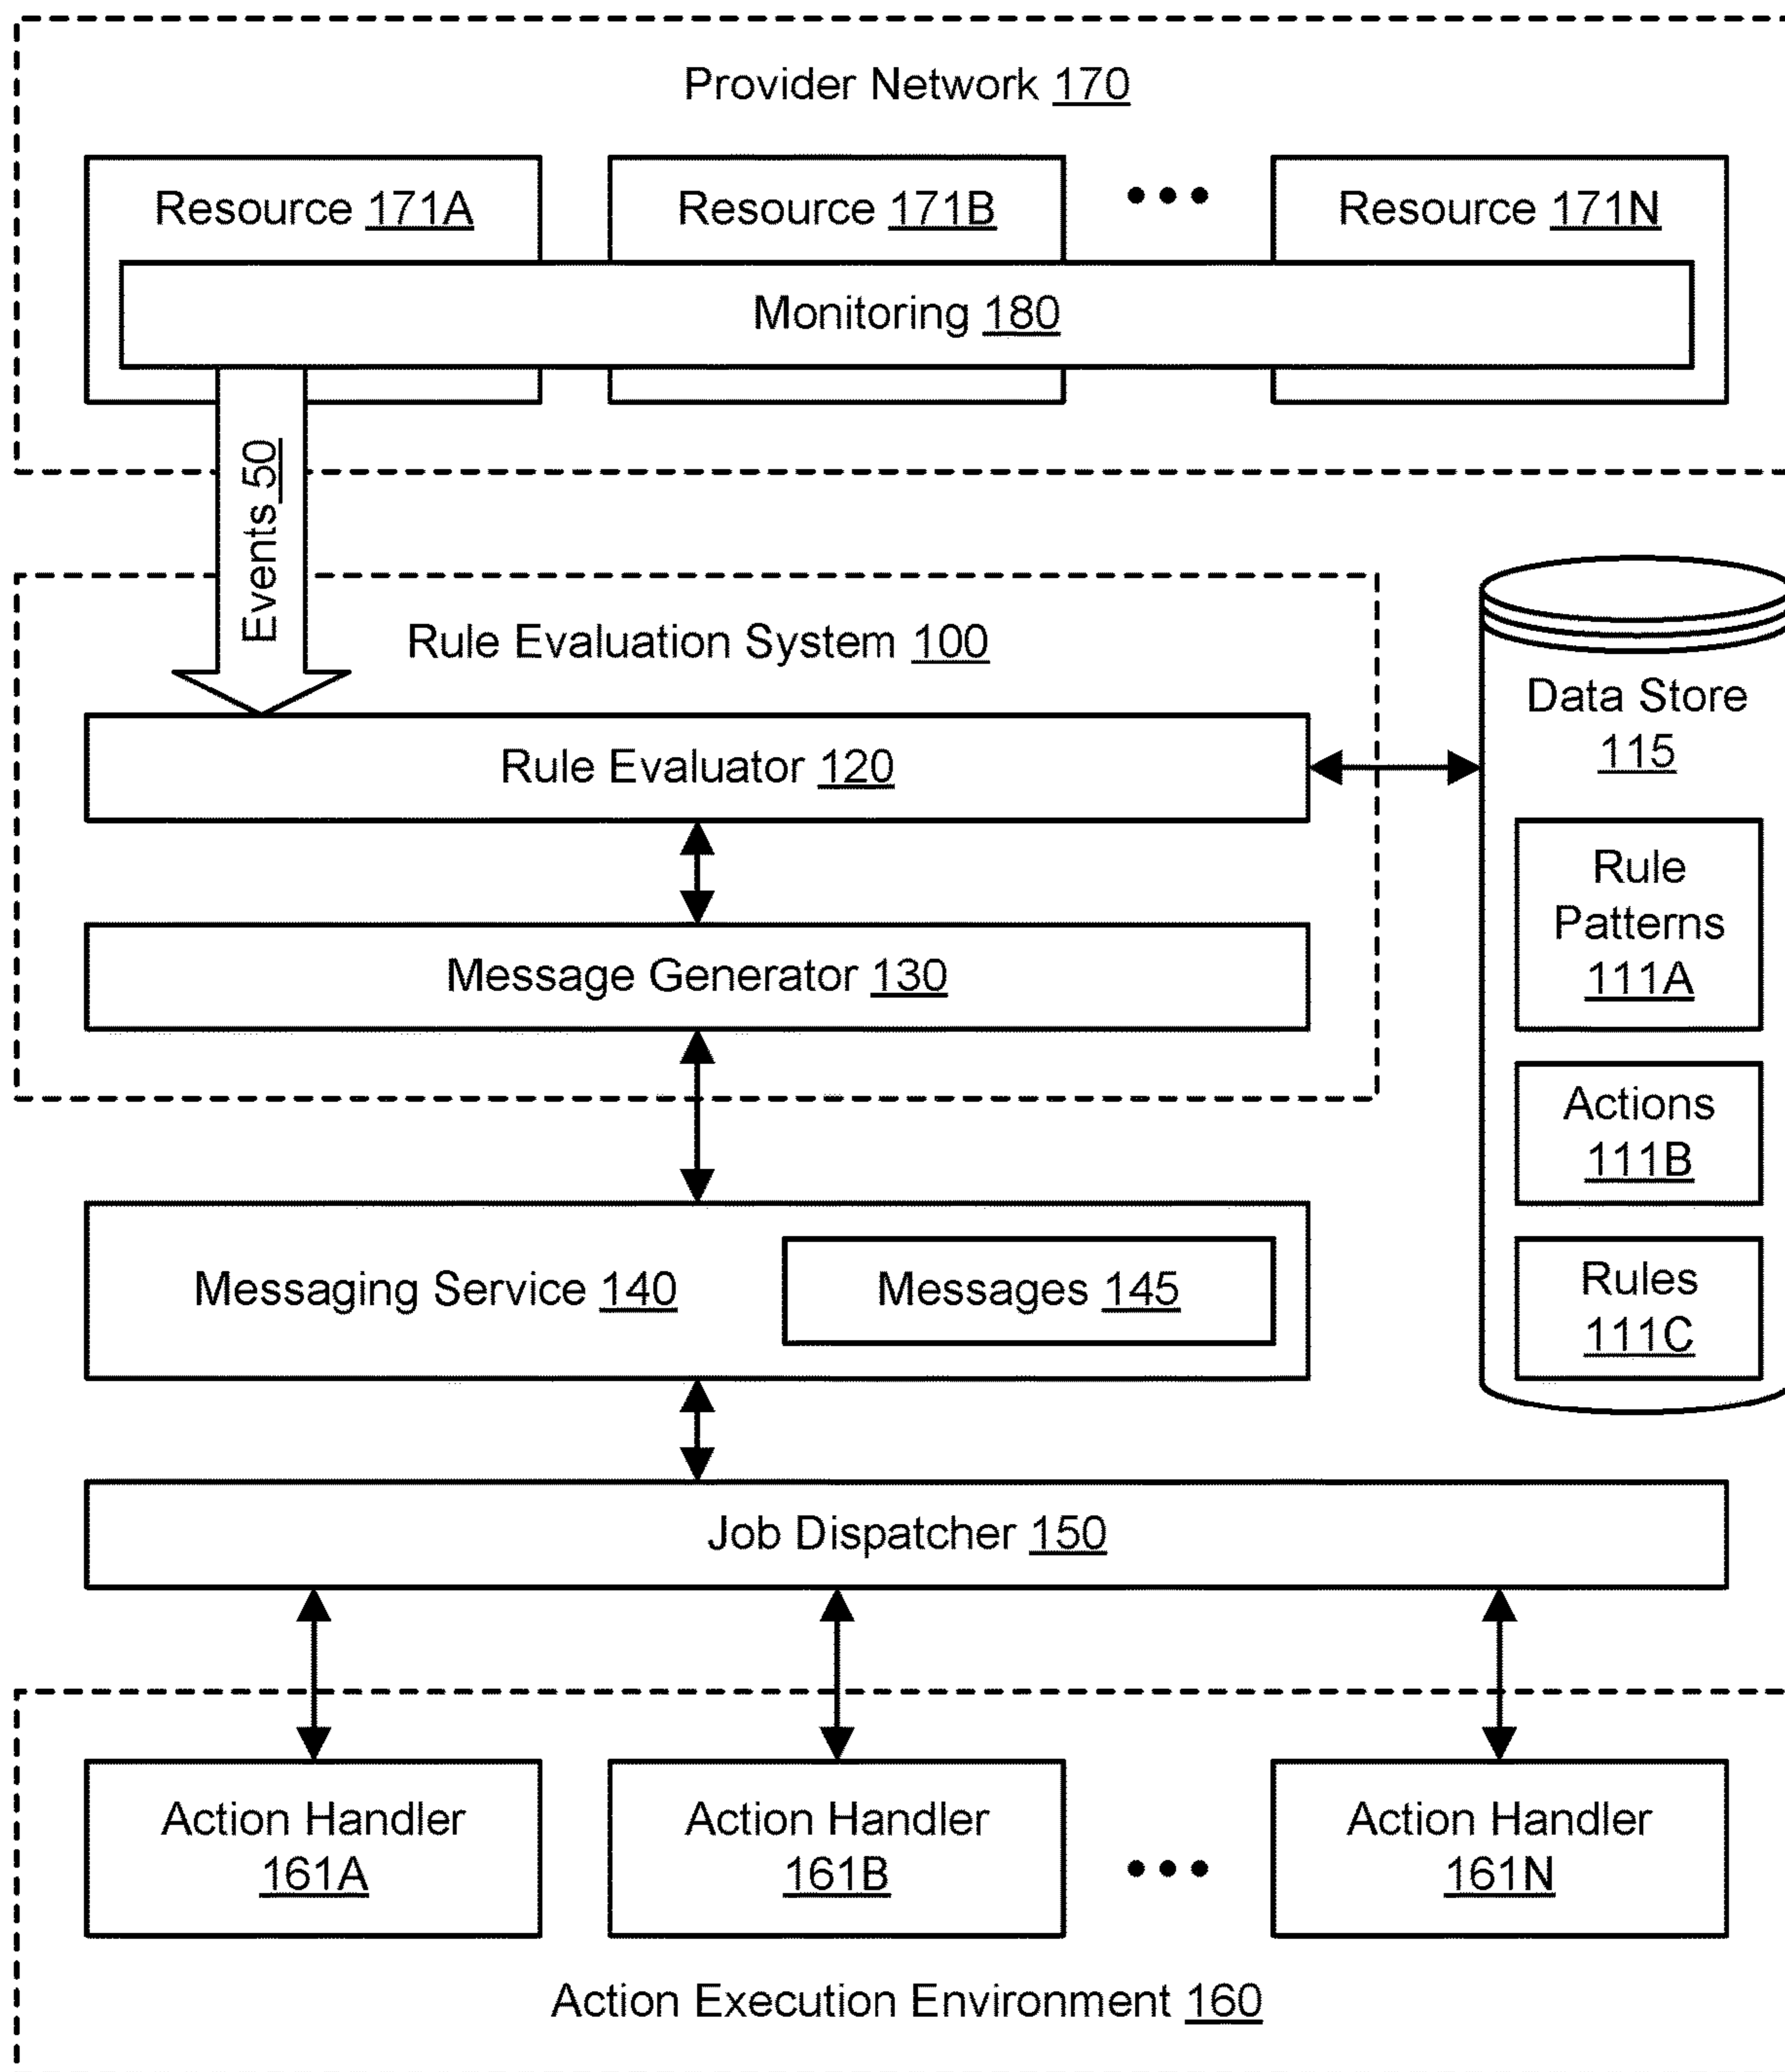 Provider Network 170
Resource 171A
Resource 171B
Resource 171N
Monitoring 180
Events 50
Rule Evaluation System 100
Rule Evaluator 120
Message Generator 130
Data Store
115
Rule
Patterns
111A
Actions
111B
Rules
111C
Messaging Service 140
Messages 145
Job Dispatcher 150
Action Handler
161A
Action Handler
161B
Action Handler
161N
Action Execution Environment 160